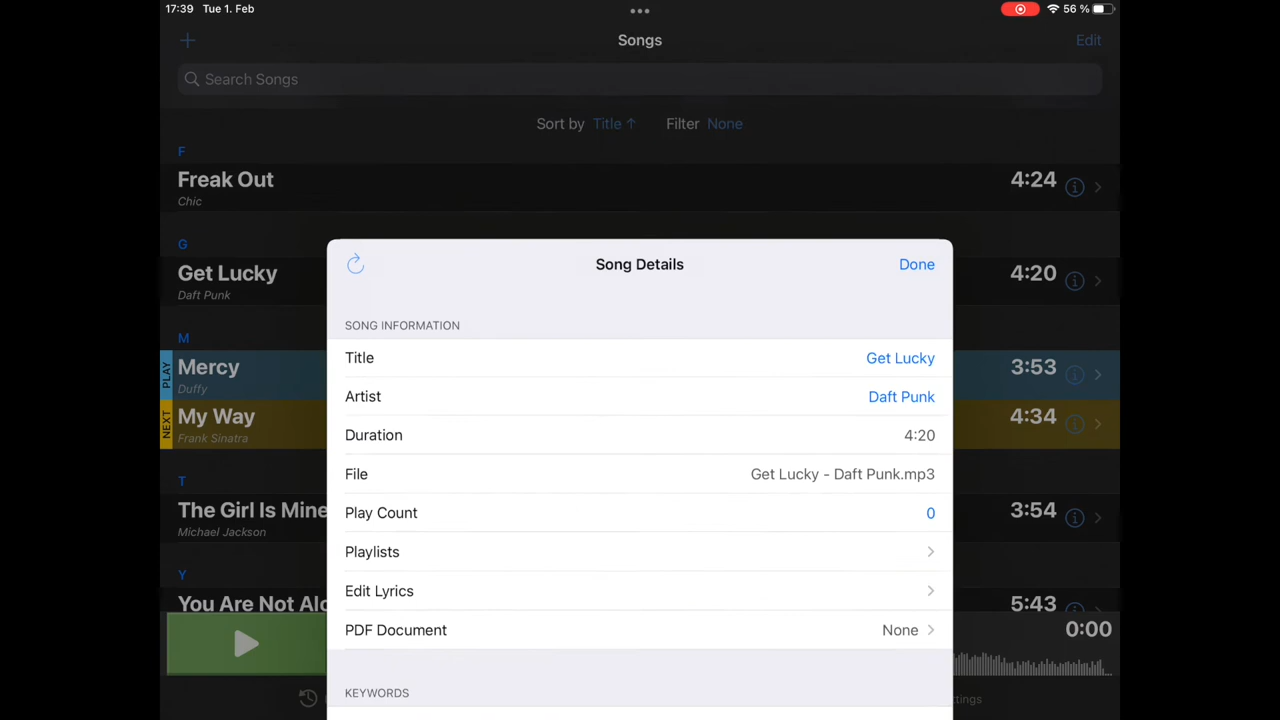 17:39 Tue 1. Feb
56 %
Songs
Edit
Search Songs
Sort by Title ↑ Filter None
F
Freak Out 4:24
Chic
G
Get Lucky 4:20
Daft Punk
M
PLAY
Mercy 3:53
Duffy
NEXT
My Way 4:34
Frank Sinatra
T
The Girl Is Mine 3:54
Michael Jackson
Y
You Are Not Alo 5:43
0:00
Song Details
Done
SONG INFORMATION
Title Get Lucky
Artist Daft Punk
Duration 4:20
File Get Lucky - Daft Punk.mp3
Play Count 0
Playlists
Edit Lyrics
PDF Document None
KEYWORDS